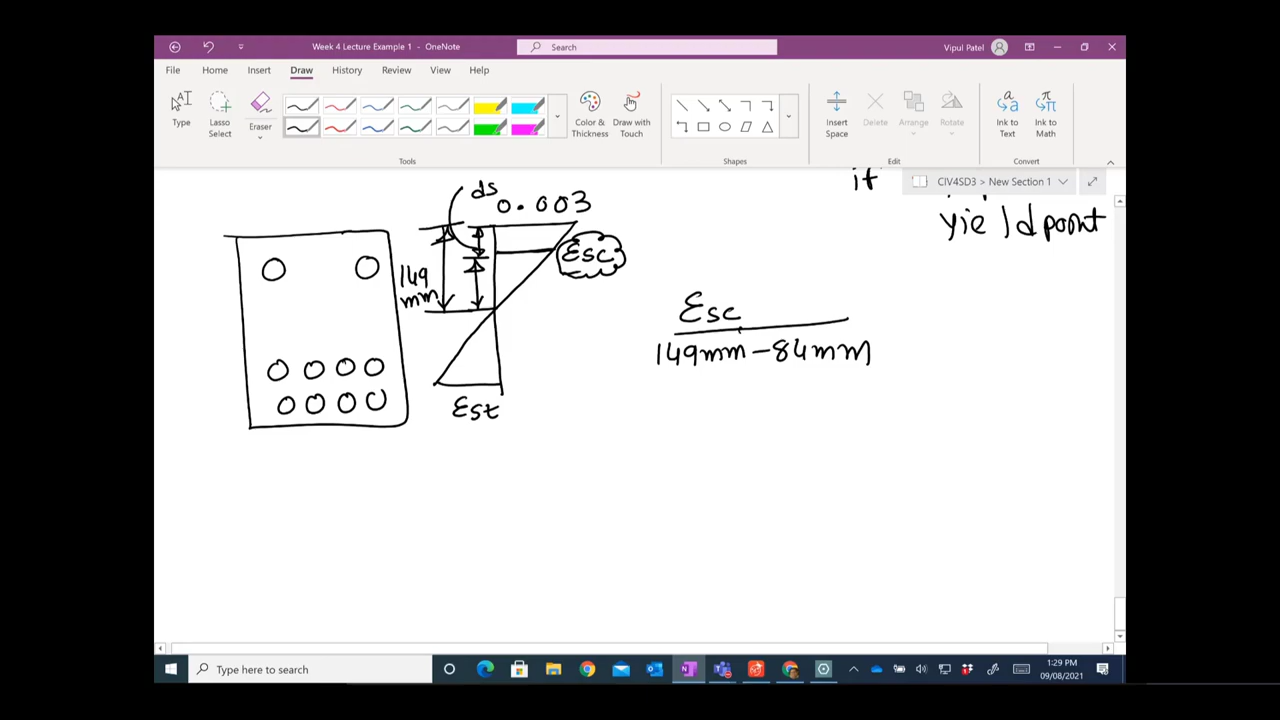 Week 4 Lecture Example 1 - OneNote
Search
Vipul Patel
File Home Insert Draw History Review View Help
Type
Lasso Select
Eraser
Color & Thickness
Draw with Touch
Insert Space
Delete
Arrange
Rotate
Ink to Text
Ink to Math
Tools
Shapes
Edit
Convert
CIV4SD3 > New Section 1
it
yield point
ds
0.003
εsc
149 mm
εst
εsc
149mm-84mm
Type here to search
1:29 PM
09/08/2021